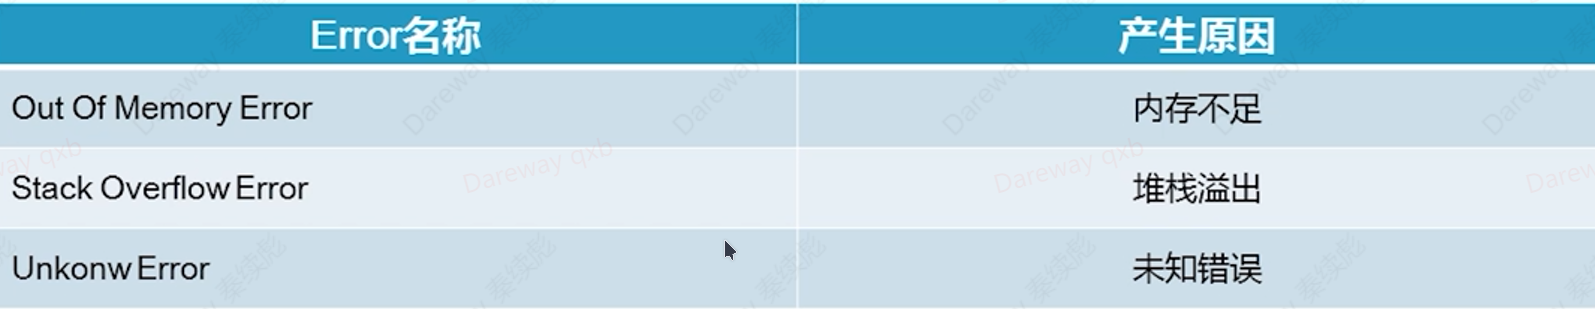 Error名称 产生原因
Out Of Memory Error 内存不足
Stack Overflow Error 堆栈溢出
Unkonw Error 未知错误
Dareway qxb
Dareway 秦续彪